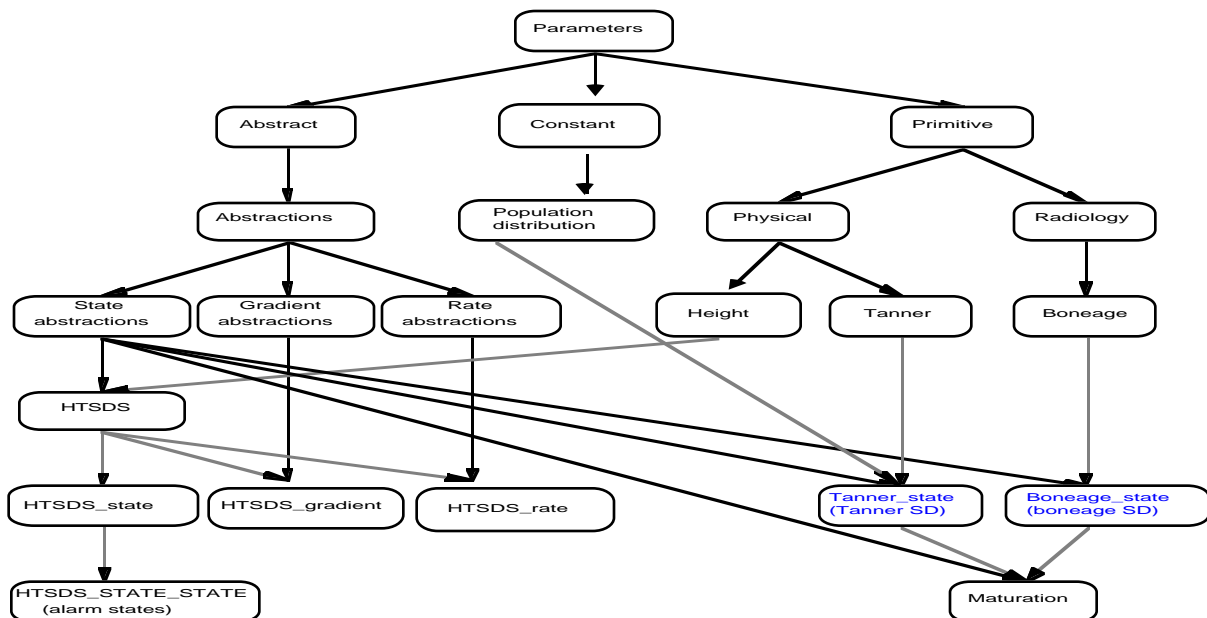 Parameters
Abstract
Constant
Primitive
Abstractions
Population
distribution
Physical
Radiology
State
abstractions
Gradient
abstractions
Rate
abstractions
Height
Tanner
Boneage
HTSDS
HTSDS_state
HTSDS_gradient
HTSDS_rate
Tanner_state
(Tanner SD)
Boneage_state
(boneage SD)
HTSDS_STATE_STATE
(alarm states)
Maturation